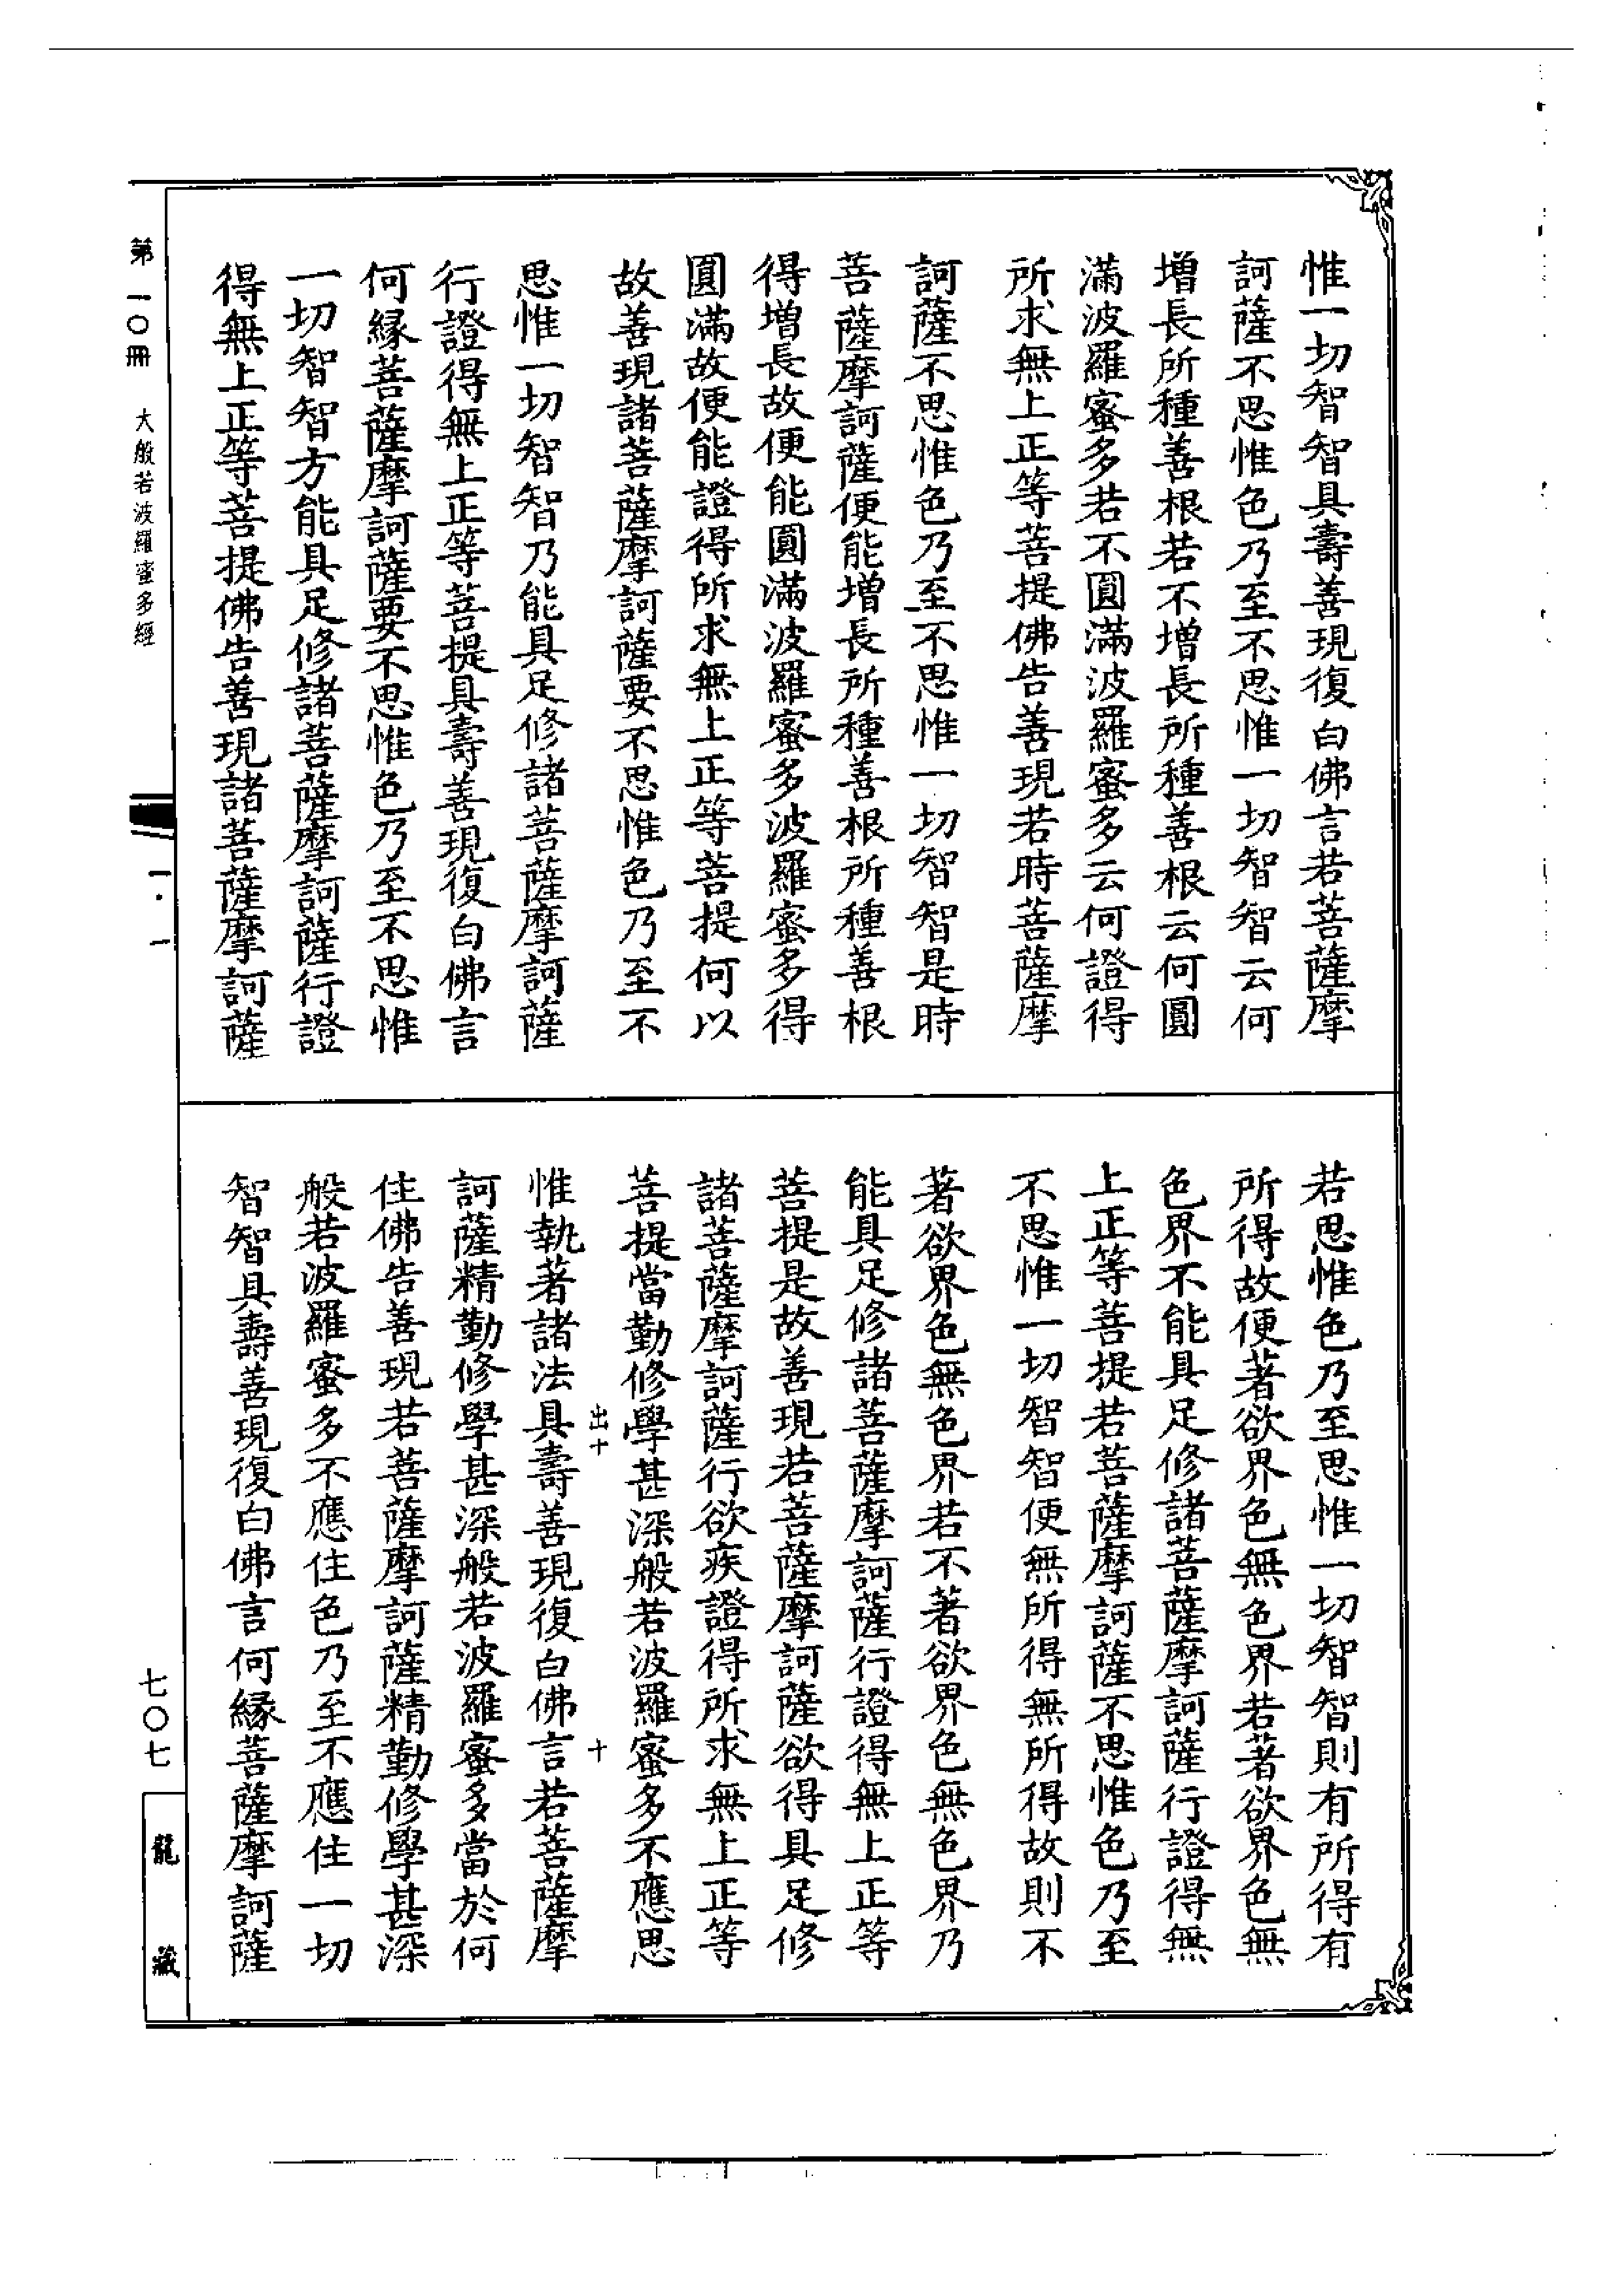 惟一切智智具壽善現復白佛言若菩薩摩
訶薩不思惟色乃至不思惟一切智智云何
增長所種善根若不增長所種善根云何圓
滿波羅蜜多若不圓滿波羅蜜多云何證得
所求無上正等菩提佛告善現若時菩薩摩
訶薩不思惟色乃至不思惟一切智智是時
菩薩摩訶薩便能增長所種善根所種善根
得增長故便能圓滿波羅蜜多波羅蜜多得
圓滿故便能證得所求無上正等菩提何以
故善現諸菩薩摩訶薩要不思惟色乃至不
思惟一切智智乃能具足修諸菩薩摩訶薩
行證得無上正等菩提具壽善現復白佛言
何緣菩薩摩訶薩要不思惟色乃至不思惟
一切智智方能具足修諸菩薩摩訶薩行證
得無上正等菩提佛告善現諸菩薩摩訶薩
若思惟色乃至思惟一切智智則有所得有
所得故便著欲界色無色界若著欲界色無
色界不能具足修諸菩薩摩訶薩行證得無
上正等菩提若菩薩摩訶薩不思惟色乃至
不思惟一切智智便無所得無所得故則不
著欲界色無色界若不著欲界色無色界乃
能具足修諸菩薩摩訶薩行證得無上正等
菩提是故善現若菩薩摩訶薩欲得具足修
諸菩薩摩訶薩行欲疾證得所求無上正等
菩提當勤修學甚深般若波羅蜜多不應思
出十 十
惟執著諸法具壽善現復白佛言若菩薩摩
訶薩精勤修學甚深般若波羅蜜多當於何
住佛告善現若菩薩摩訶薩精勤修學甚深
般若波羅蜜多不應住色乃至不應住一切
智智具壽善現復白佛言何緣菩薩摩訶薩
第一〇冊 大般若波羅蜜多經
一·一
七〇七
龍藏